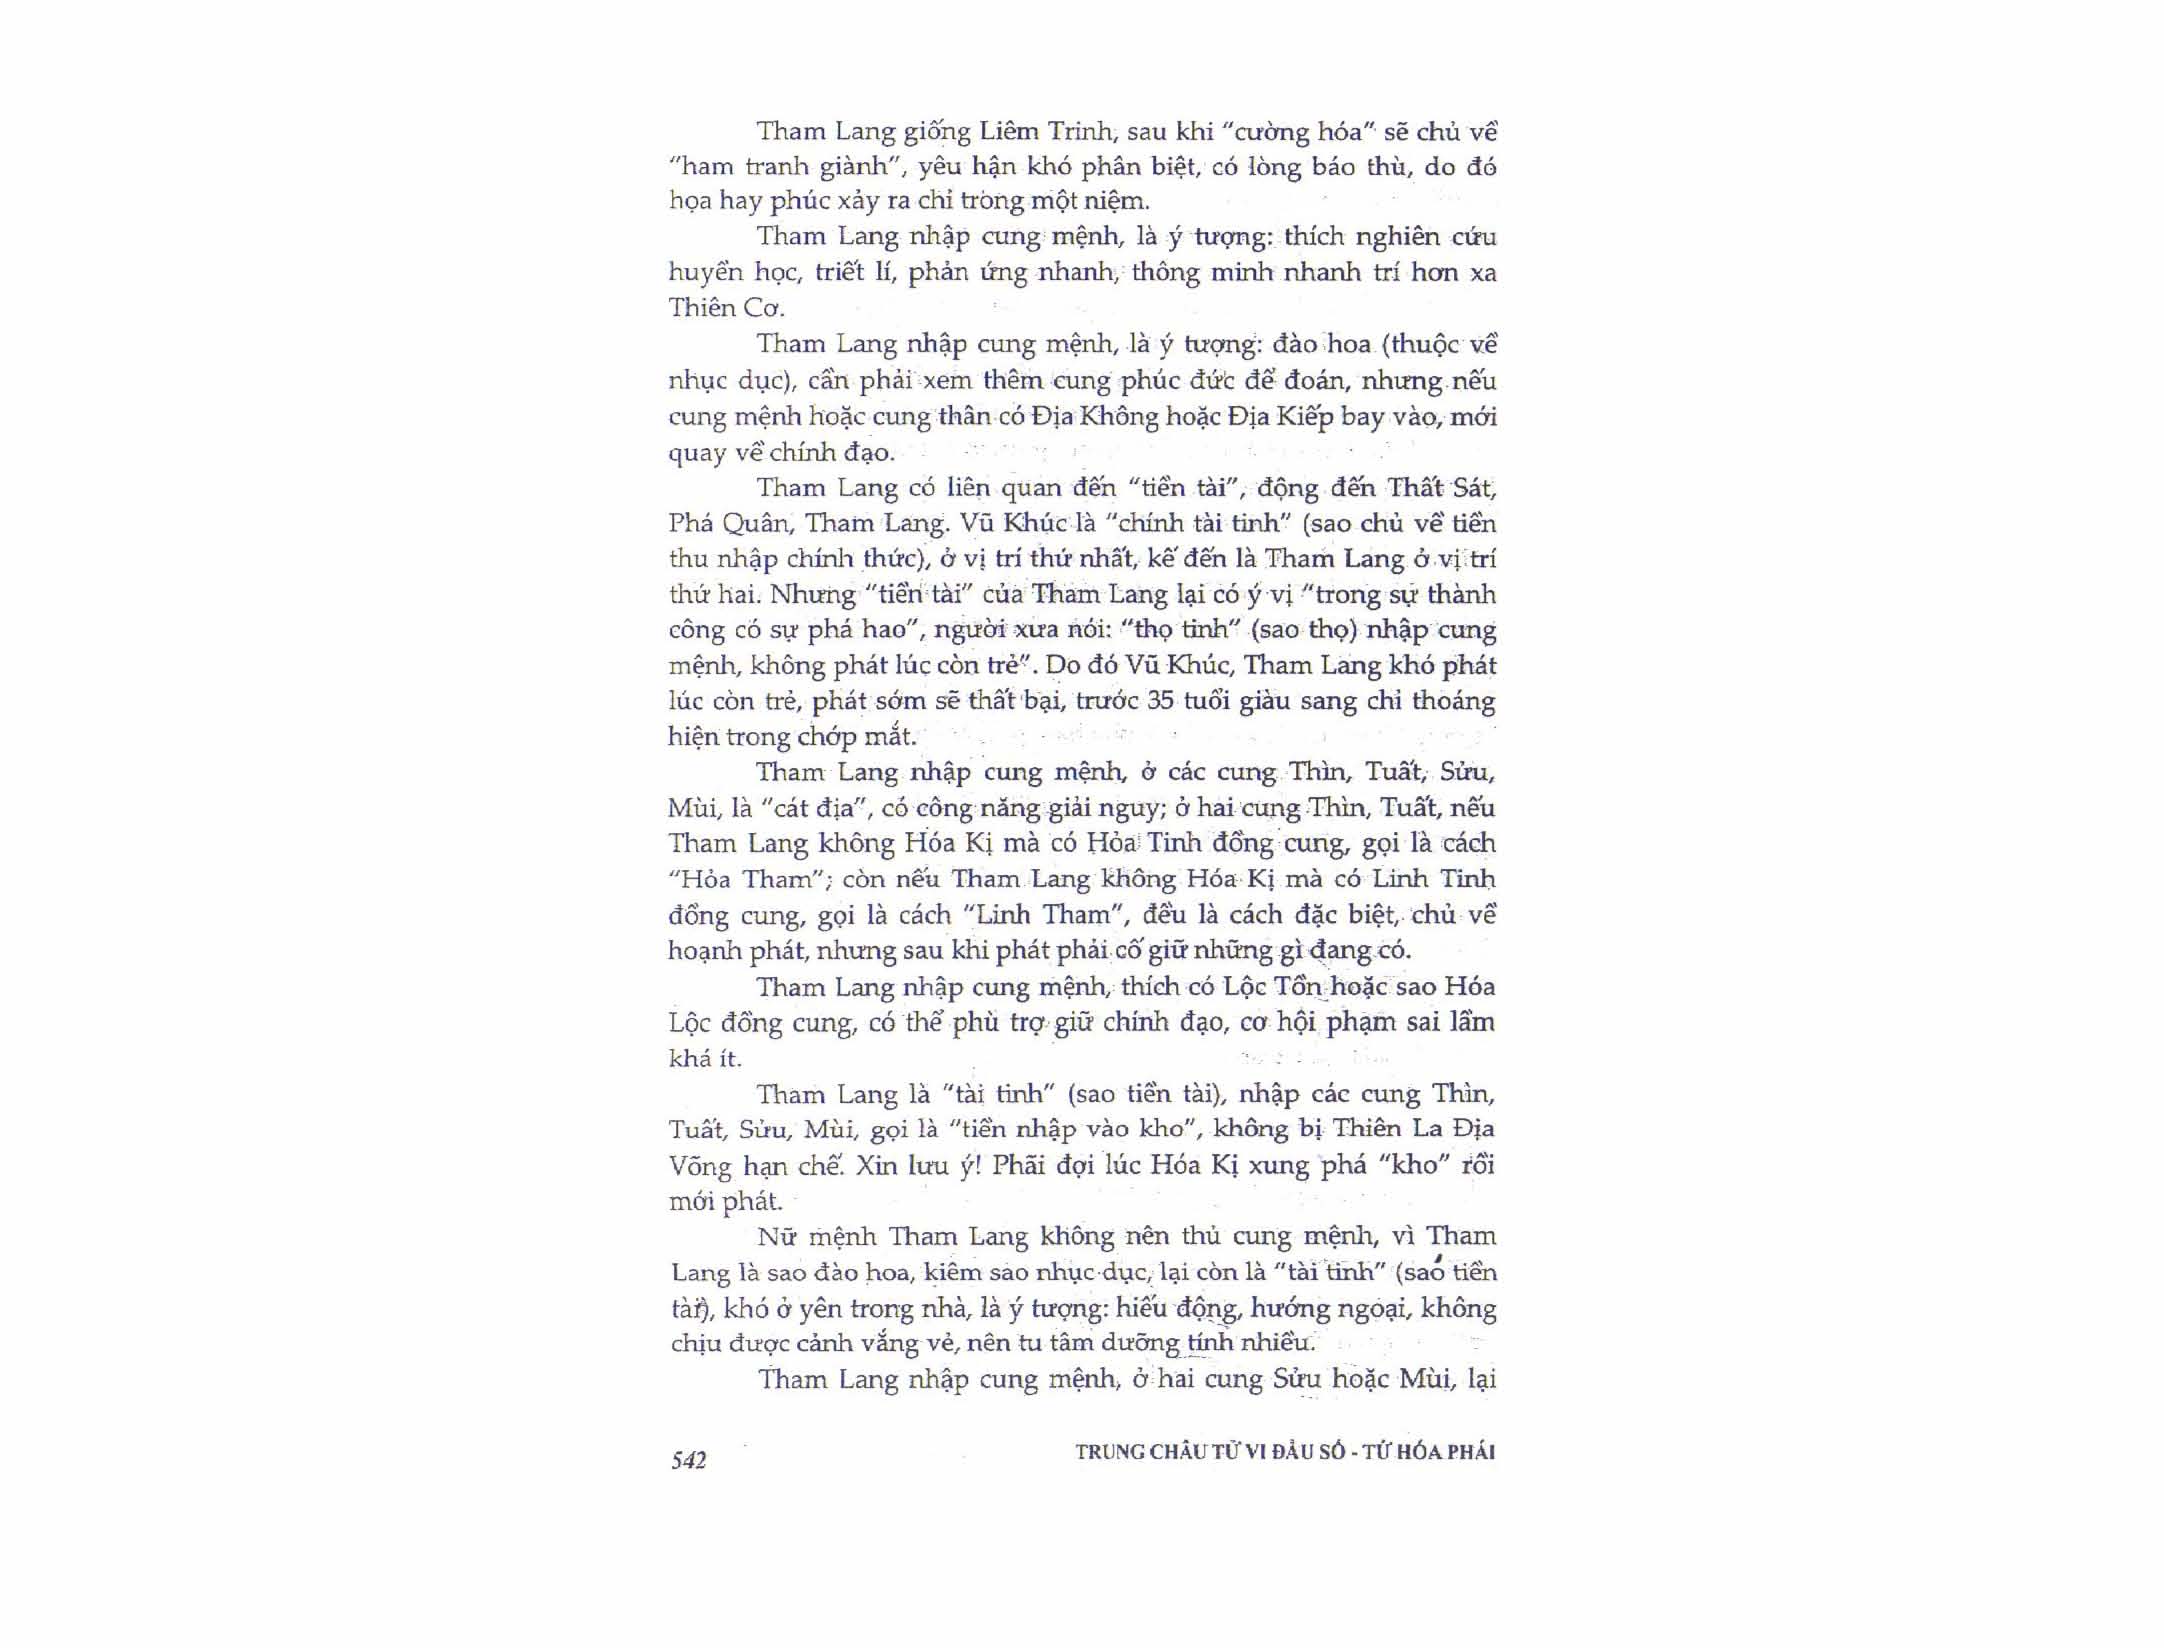 Tham Lang giống Liêm Trinh, sau khi "cường hóa" sẽ chủ về
"ham tranh giành", yêu hận khó phân biệt, có lòng báo thù, do đó
họa hay phúc xảy ra chỉ trong một niệm.
Tham Lang nhập cung mệnh, là ý tượng: thích nghiên cứu
huyền học, triết lí, phản ứng nhanh, thông minh nhanh trí hơn xa
Thiên Cơ.
Tham Lang nhập cung mệnh, là ý tượng: đào hoa (thuộc về
nhục dục), cần phải xem thêm cung phúc đức để đoán, nhưng nếu
cung mệnh hoặc cung thân có Địa Không hoặc Địa Kiếp bay vào, mới
quay về chính đạo.
Tham Lang có liên quan đến "tiền tài", động đến Thất Sát,
Phá Quân, Tham Lang. Vũ Khúc là "chính tài tinh" (sao chủ về tiền
thu nhập chính thức), ở vị trí thứ nhất, kế đến là Tham Lang ở vị trí
thứ hai. Nhưng "tiền tài" của Tham Lang lại có ý vị "trong sự thành
công có sự phá hao", người xưa nói: "thọ tinh" (sao thọ) nhập cung
mệnh, không phát lúc còn trẻ". Do đó Vũ Khúc, Tham Lang khó phát
lúc còn trẻ, phát sớm sẽ thất bại, trước 35 tuổi giàu sang chỉ thoáng
hiện trong chớp mắt.
Tham Lang nhập cung mệnh, ở các cung Thìn, Tuất, Sửu,
Mùi, là "cát địa", có công năng giải nguy; ở hai cung Thìn, Tuất, nếu
Tham Lang không Hóa Kị mà có Hỏa Tinh đồng cung, gọi là cách
"Hỏa Tham"; còn nếu Tham Lang không Hóa Kị mà có Linh Tinh
đồng cung, gọi là cách "Linh Tham", đều là cách đặc biệt, chủ về
hoạnh phát, nhưng sau khi phát phải cố giữ những gì đang có.
Tham Lang nhập cung mệnh, thích có Lộc Tồn hoặc sao Hóa
Lộc đồng cung, có thể phù trợ giữ chính đạo, cơ hội phạm sai lầm
khá ít.
Tham Lang là "tài tinh" (sao tiền tài), nhập các cung Thìn,
Tuất, Sửu, Mùi, gọi là "tiền nhập vào kho", không bị Thiên La Địa
Võng hạn chế. Xin lưu ý! Phãi đợi lúc Hóa Kị xung phá "kho" rồi
mới phát.
Nữ mệnh Tham Lang không nên thủ cung mệnh, vì Tham
Lang là sao đào hoa, kiêm sao nhục dục, lại còn là "tài tinh" (sao tiền
tài), khó ở yên trong nhà, là ý tượng: hiếu động, hướng ngoại, không
chịu được cảnh vắng vẻ, nên tu tâm dưỡng tính nhiều.
Tham Lang nhập cung mệnh, ở hai cung Sửu hoặc Mùi, lại
542
TRUNG CHÂU TỬ VI ĐẨU SỐ - TỨ HÓA PHÁI